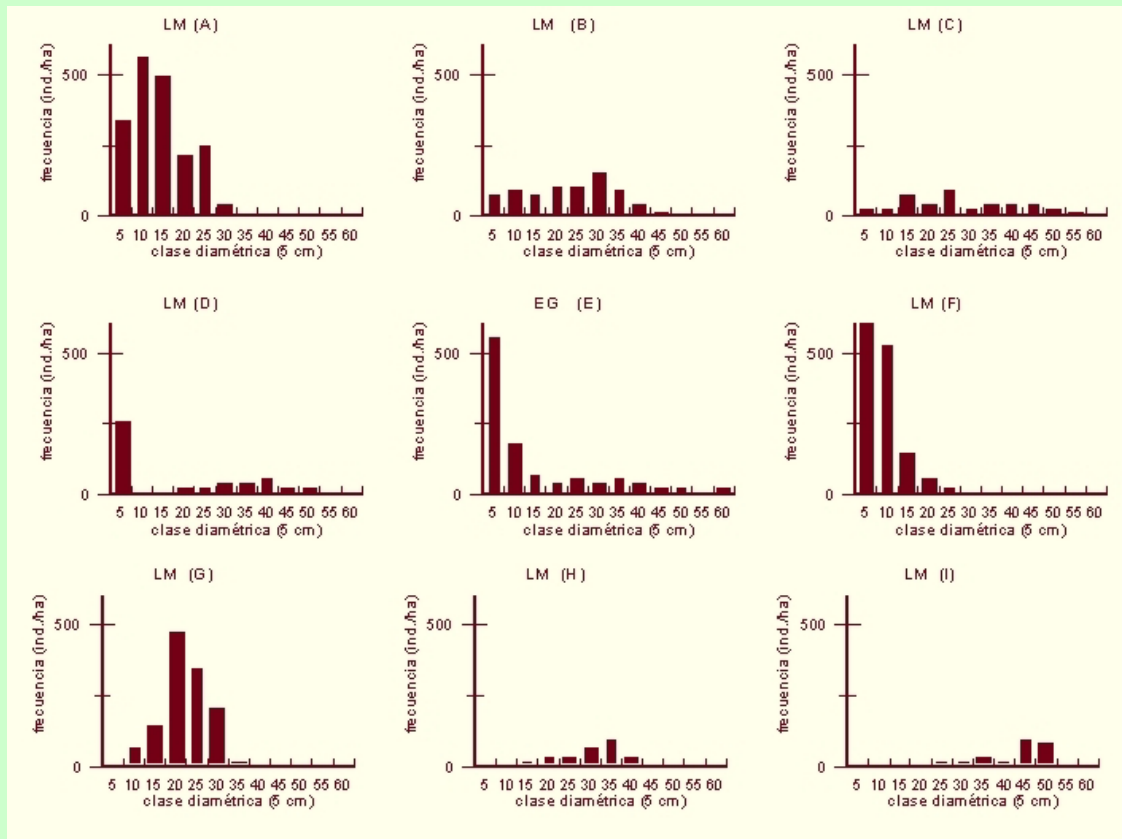 LM (A)
frecuencia (ind./ha)
500
0
5 10 15 20 25 30 35 40 45 50 55 60
clase diamétrica (5 cm)
LM (B)
frecuencia (ind./ha)
500
0
5 10 15 20 25 30 35 40 45 50 55 60
clase diamétrica (5 cm)
LM (C)
frecuencia (ind./ha)
500
0
5 10 15 20 25 30 35 40 45 50 55 60
clase diamétrica (5 cm)
LM (D)
frecuencia (ind./ha)
500
0
5 10 15 20 25 30 35 40 45 50 55 60
clase diamétrica (5 cm)
EG (E)
frecuencia (ind./ha)
500
0
5 10 15 20 25 30 35 40 45 50 55 60
clase diamétrica (5 cm)
LM (F)
frecuencia (ind./ha)
500
0
5 10 15 20 25 30 35 40 45 50 55 60
clase diamétrica (5 cm)
LM (G)
frecuencia (ind./ha)
500
0
5 10 15 20 25 30 35 40 45 50 55 60
clase diamétrica (5 cm)
LM (H)
frecuencia (ind./ha)
500
0
5 10 15 20 25 30 35 40 45 50 55 60
clase diamétrica (5 cm)
LM (I)
frecuencia (ind./ha)
500
0
5 10 15 20 25 30 35 40 45 50 55 60
clase diamétrica (5 cm)